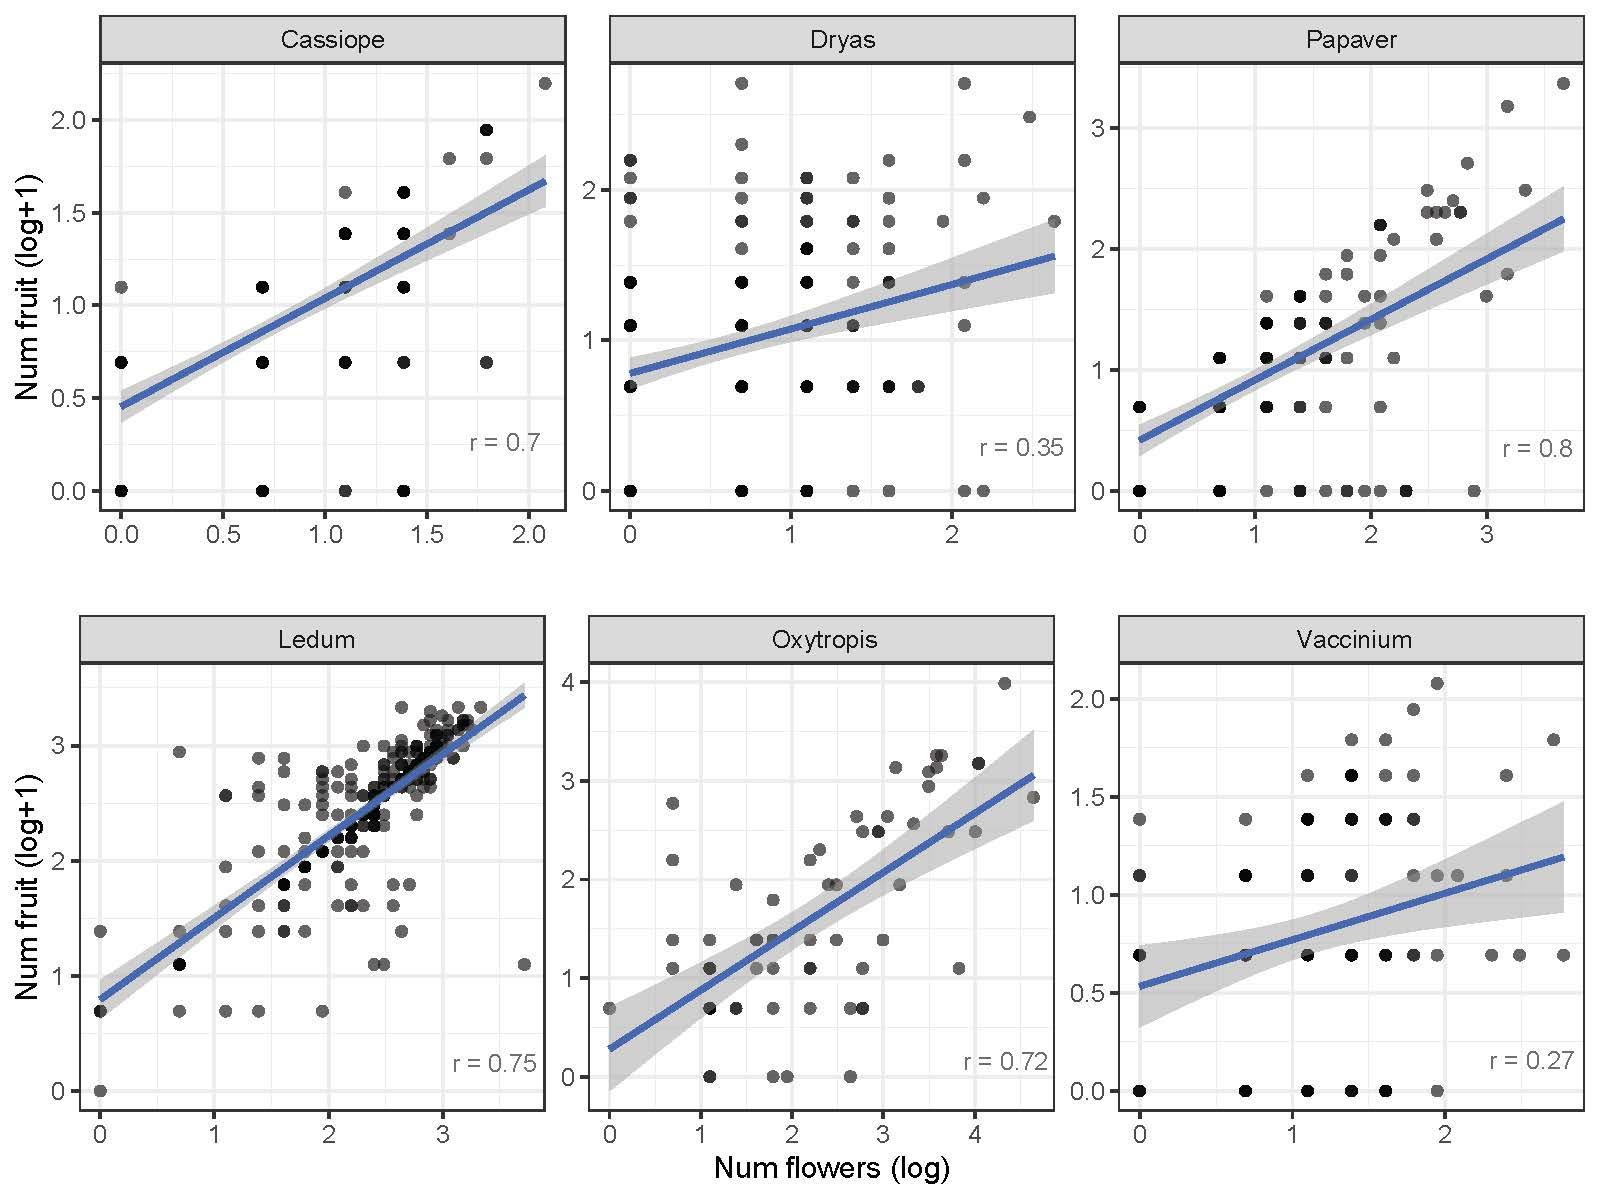 Cassiope
Dryas
Papaver
Num fruit (log+1)
2.0
1.5
1.0
0.5
0.0
r = 0.7
0.0 0.5 1.0 1.5 2.0
2
1
0
r = 0.35
0 1 2
3
2
1
0
r = 0.8
0 1 2 3
Ledum
Oxytropis
Vaccinium
Num fruit (log+1)
3
2
1
0
r = 0.75
0 1 2 3
4
3
2
1
0
r = 0.72
0 1 2 3 4
2.0
1.5
1.0
0.5
0.0
r = 0.27
0 1 2
Num flowers (log)